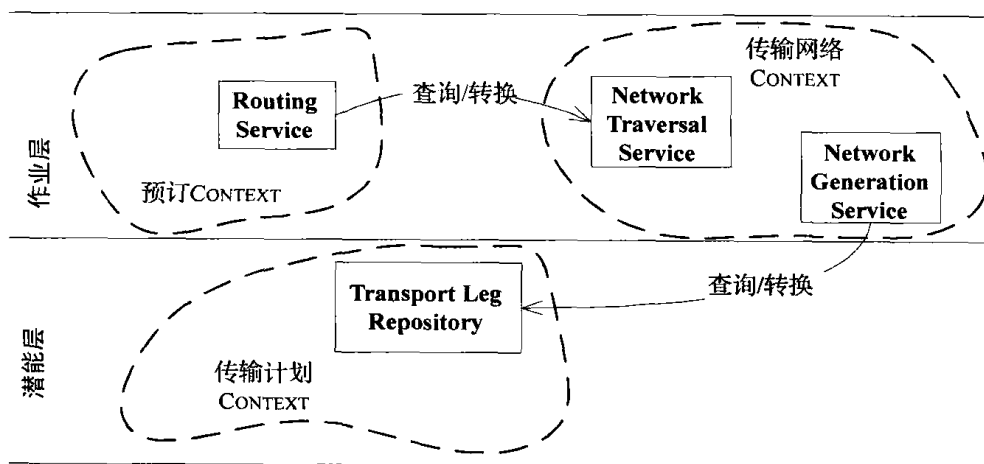 作业层
Routing
Service
预订CONTEXT
查询/转换
传输网络
CONTEXT
Network
Traversal
Service
Network
Generation
Service
潜能层
Transport Leg
Repository
传输计划
CONTEXT
查询/转换